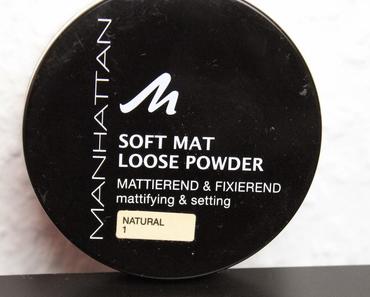 MANHATTAN
M
SOFT MAT
LOOSE POWDER
MATTIEREND & FIXIEREND
mattifying & setting
NATURAL
1